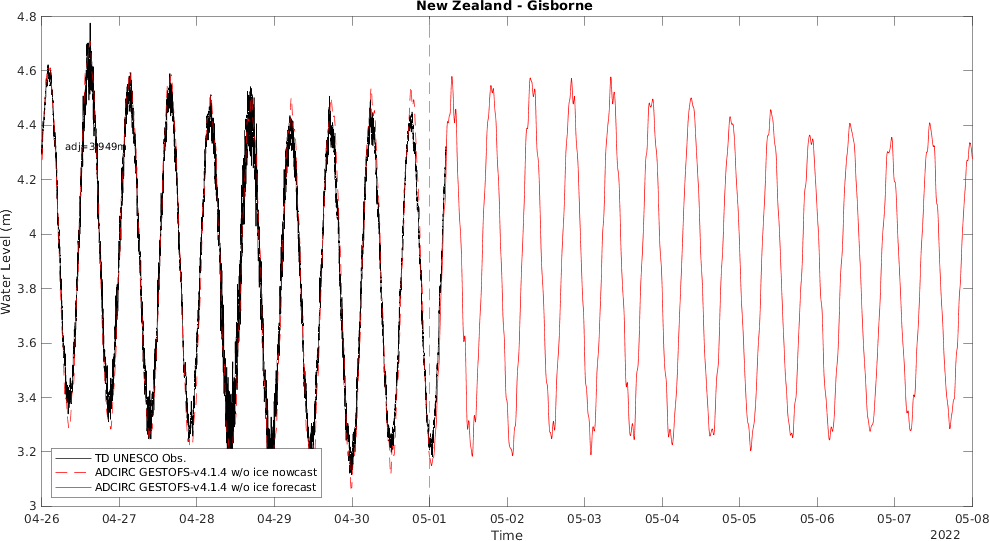 New Zealand - Gisborne
4.8
4.6
4.4
4.2
4
3.8
3.6
3.4
3.2
3
Water Level (m)
adj=3.949m
TD UNESCO Obs.
ADCIRC GESTOFS-v4.1.4 w/o ice nowcast
ADCIRC GESTOFS-v4.1.4 w/o ice forecast
04-26 04-27 04-28 04-29 04-30 05-01 05-02 05-03 05-04 05-05 05-06 05-07 05-08
Time
2022